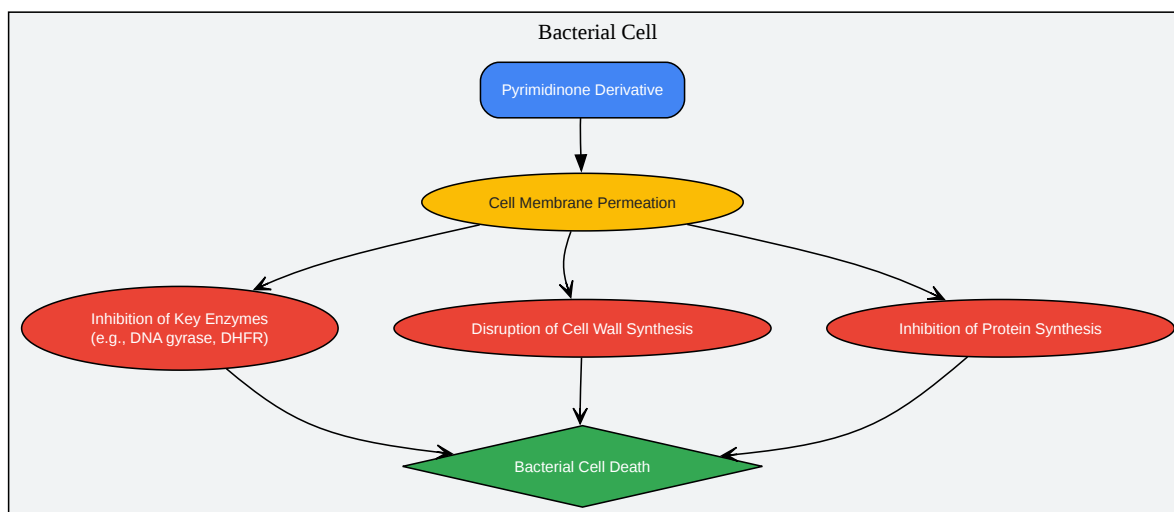 Bacterial Cell
Pyrimidinone Derivative
Cell Membrane Permeation
Inhibition of Key Enzymes
(e.g., DNA gyrase, DHFR)
Disruption of Cell Wall Synthesis
Inhibition of Protein Synthesis
Bacterial Cell Death